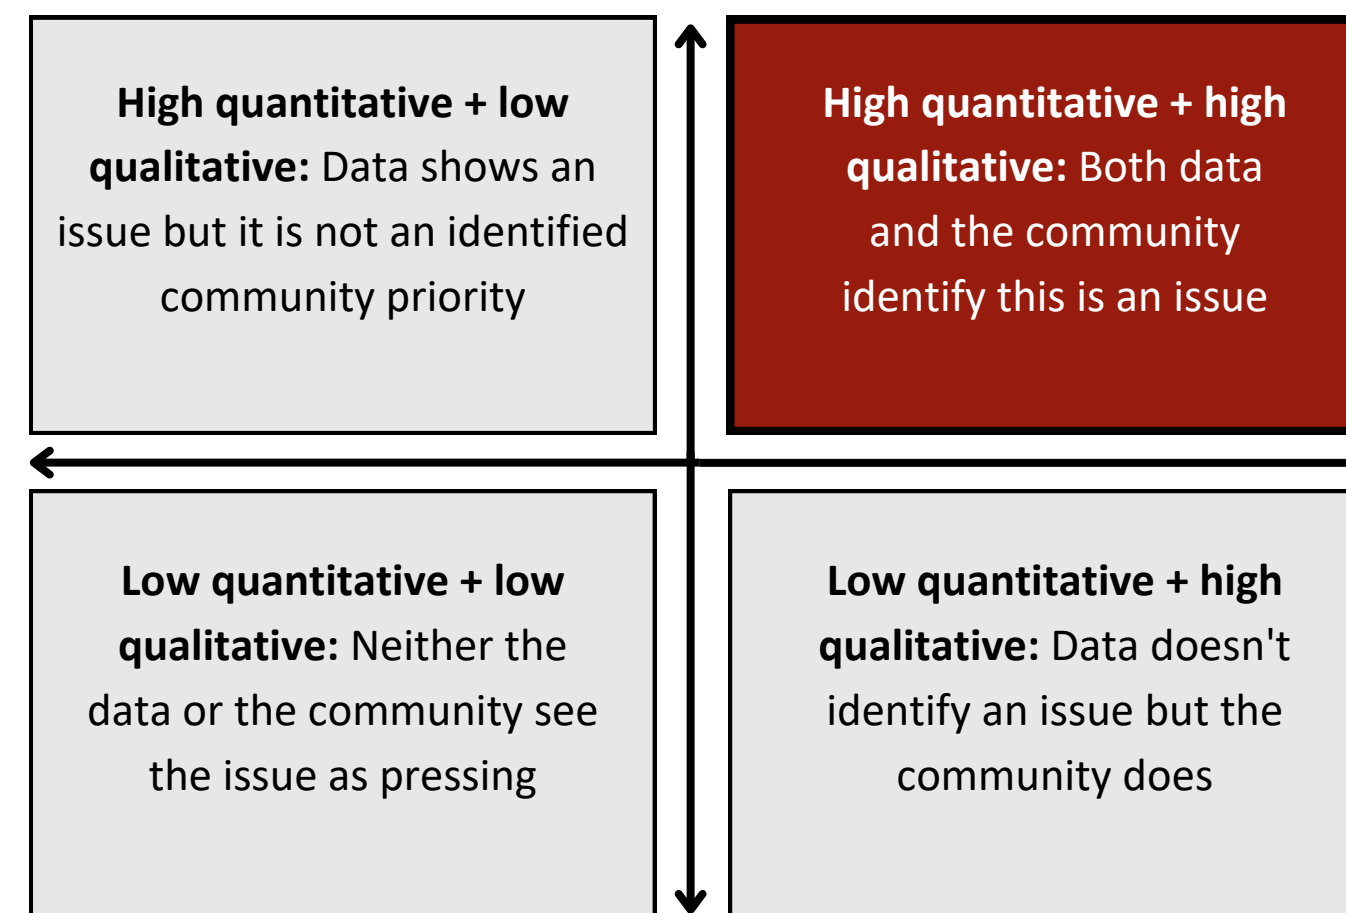 High quantitative + low
qualitative: Data shows an
issue but it is not an identified
community priority
High quantitative + high
qualitative: Both data
and the community
identify this is an issue
Low quantitative + low
qualitative: Neither the
data or the community see
the issue as pressing
Low quantitative + high
qualitative: Data doesn't
identify an issue but the
community does